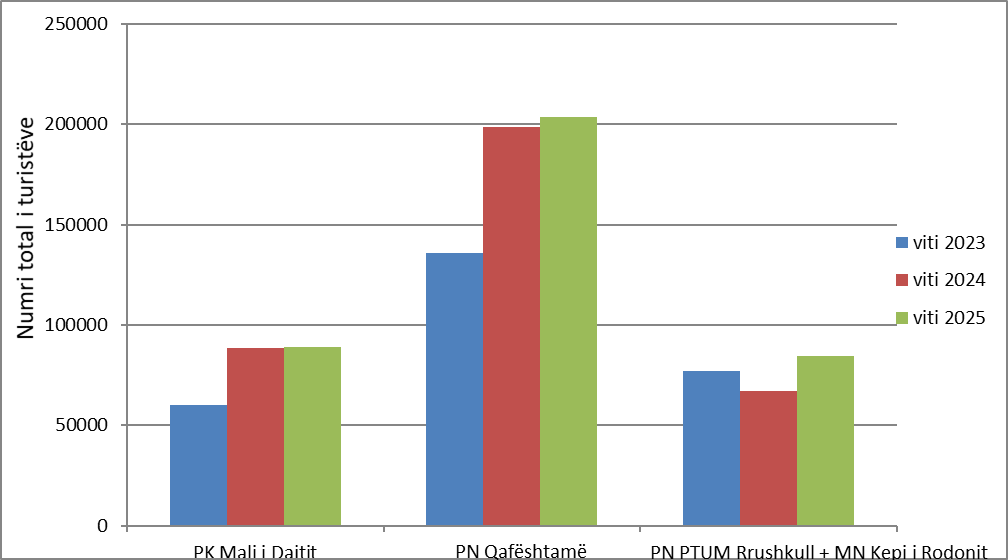 Numri total i turistëve
250000
200000
150000
100000
50000
0
PK Mali i Dajtit
PN Qafështamë
PN PTUM Rrushkull + MN Kepi i Rodonit
viti 2023
viti 2024
viti 2025